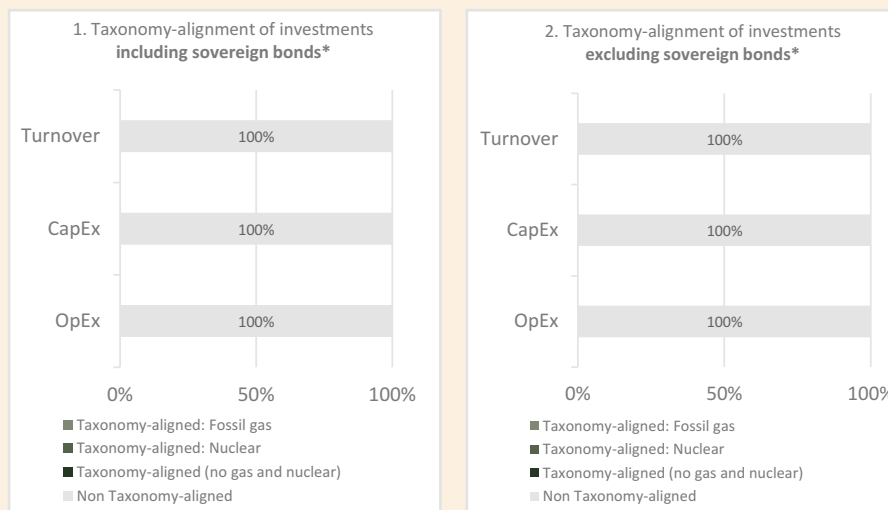 1. Taxonomy-alignment of investments
including sovereign bonds*
Turnover
100%
CapEx
100%
OpEx
100%
0%
50%
100%
Taxonomy-aligned: Fossil gas
Taxonomy-aligned: Nuclear
Taxonomy-aligned (no gas and nuclear)
Non Taxonomy-aligned
2. Taxonomy-alignment of investments
excluding sovereign bonds*
Turnover
100%
CapEx
100%
OpEx
100%
0%
50%
100%
Taxonomy-aligned: Fossil gas
Taxonomy-aligned: Nuclear
Taxonomy-aligned (no gas and nuclear)
Non Taxonomy-aligned